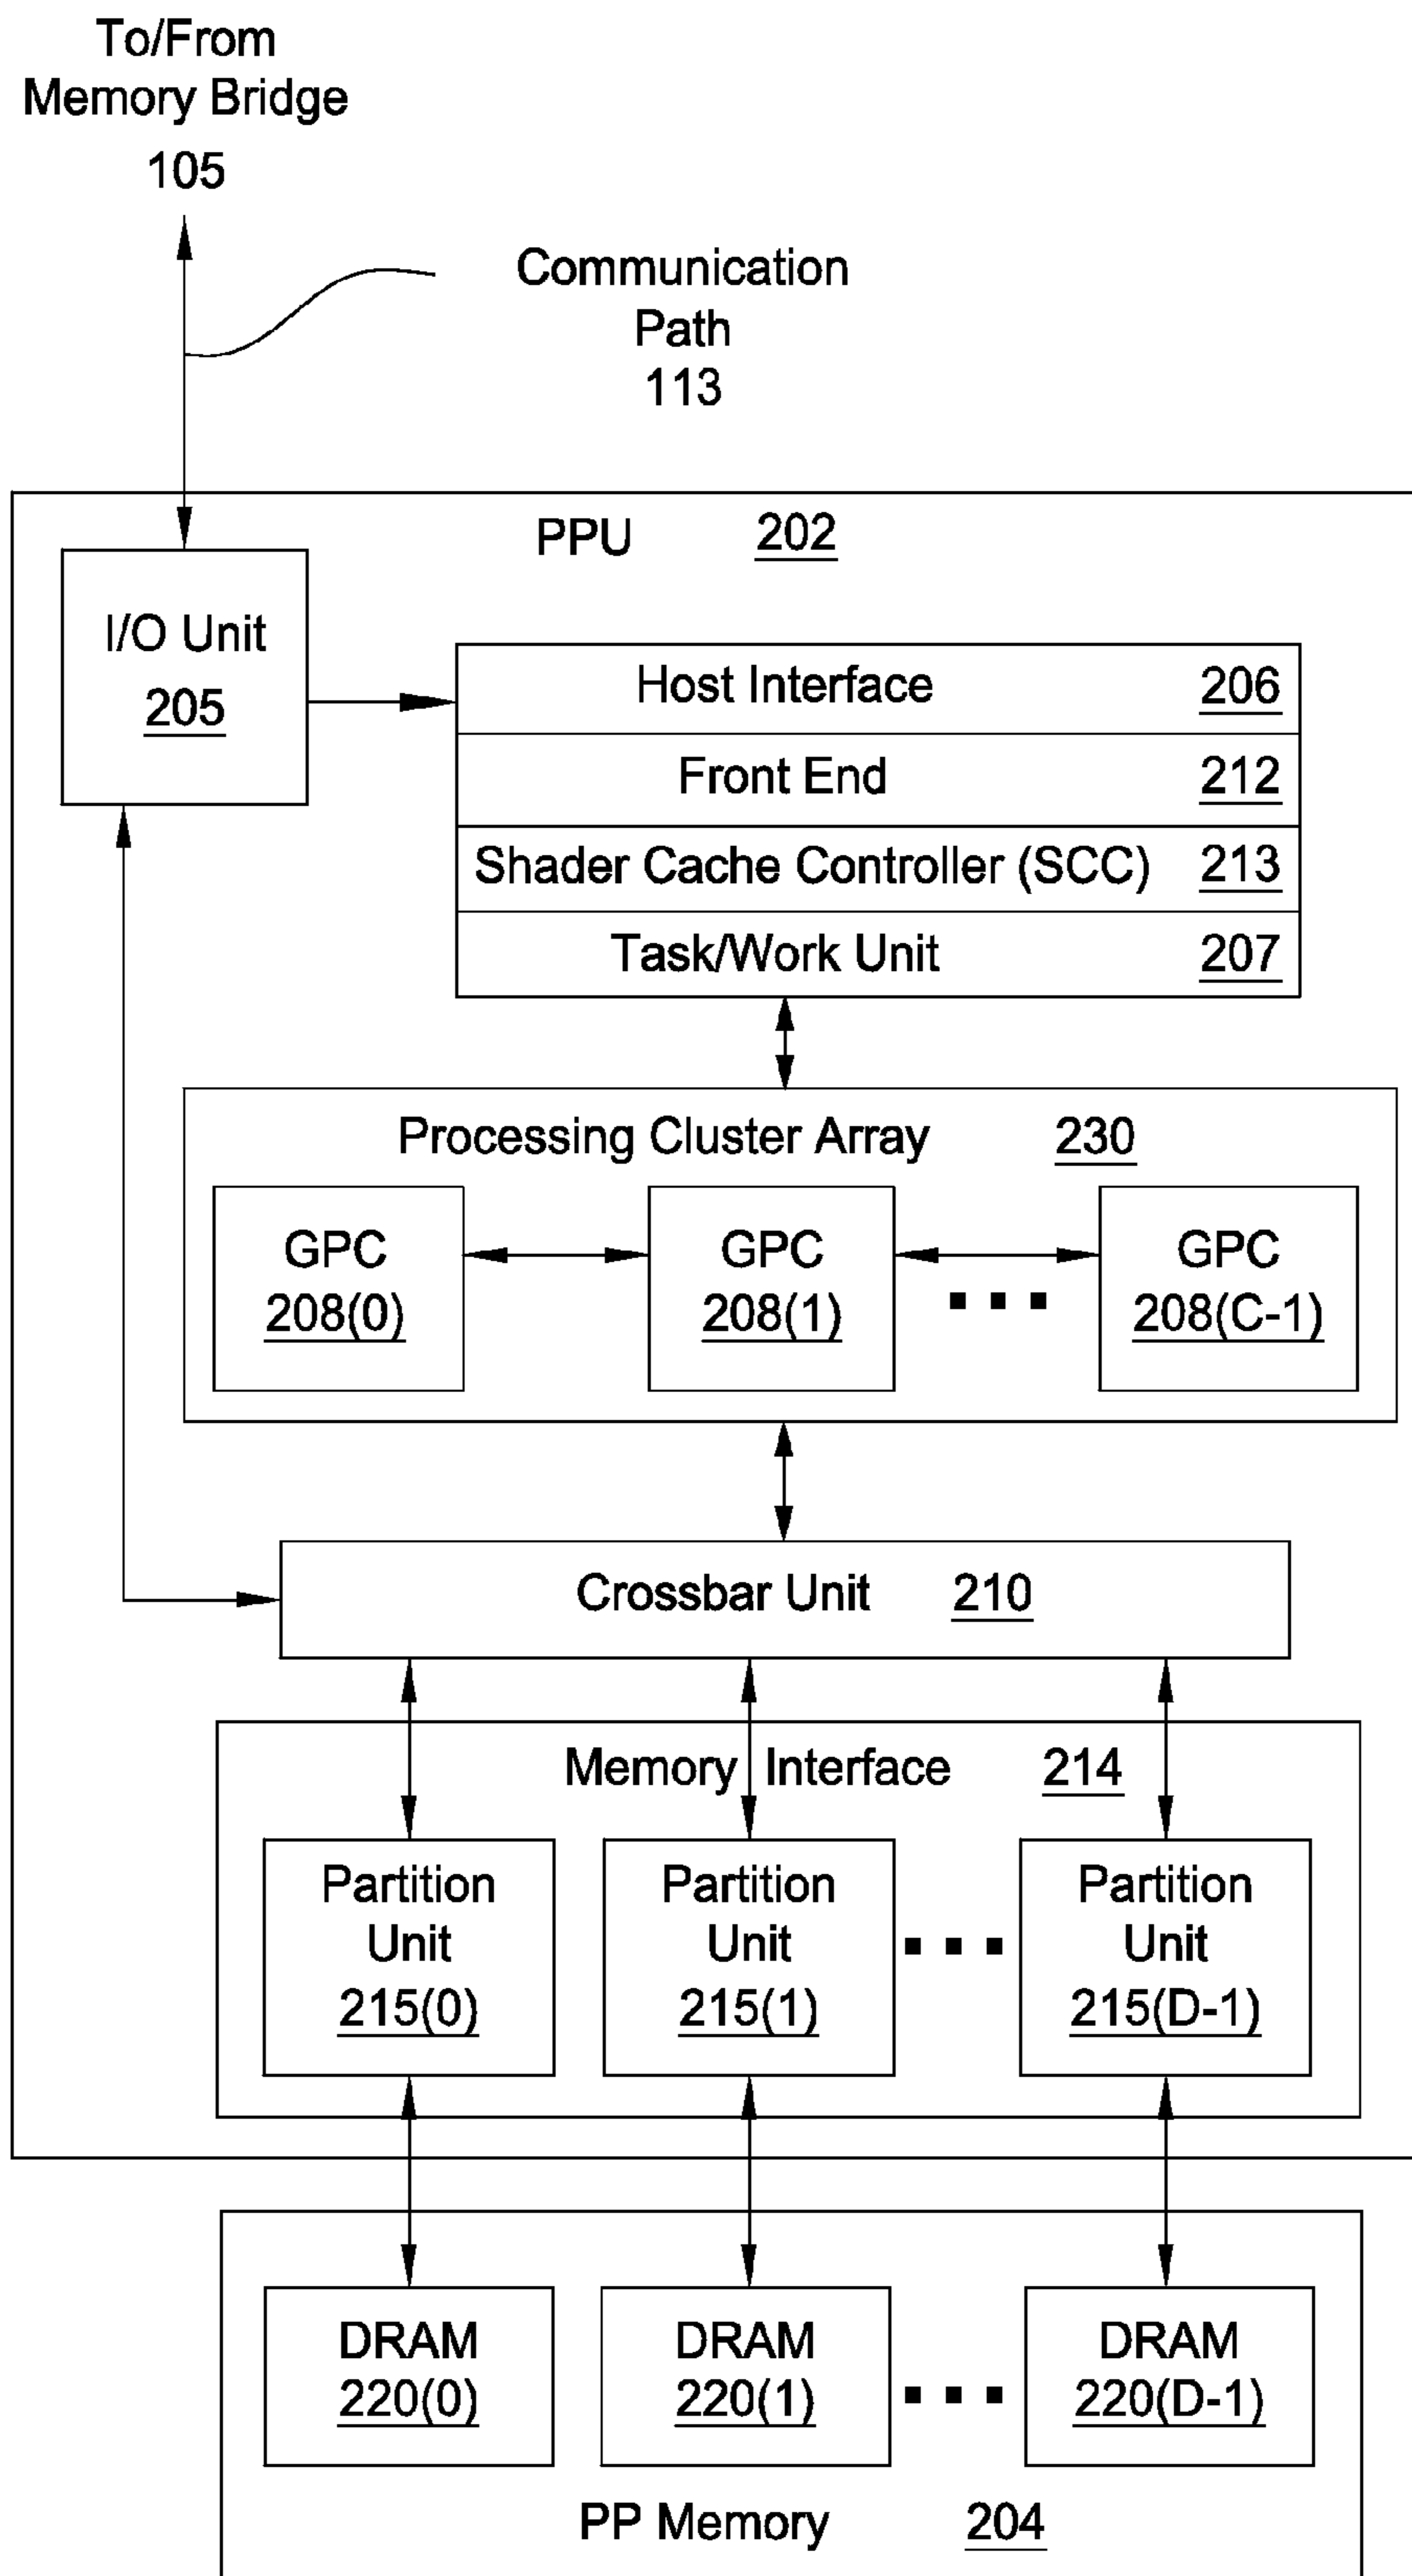 To/From
Memory Bridge
105
Communication
Path
113
PPU 202
I/O Unit
205
Host Interface 206
Front End 212
Shader Cache Controller (SCC) 213
Task/Work Unit 207
Processing Cluster Array 230
GPC
208(0)
GPC
208(1)
GPC
208(C-1)
Crossbar Unit 210
Memory Interface 214
Partition
Unit
215(0)
Partition
Unit
215(1)
Partition
Unit
215(D-1)
DRAM
220(0)
DRAM
220(1)
DRAM
220(D-1)
PP Memory 204